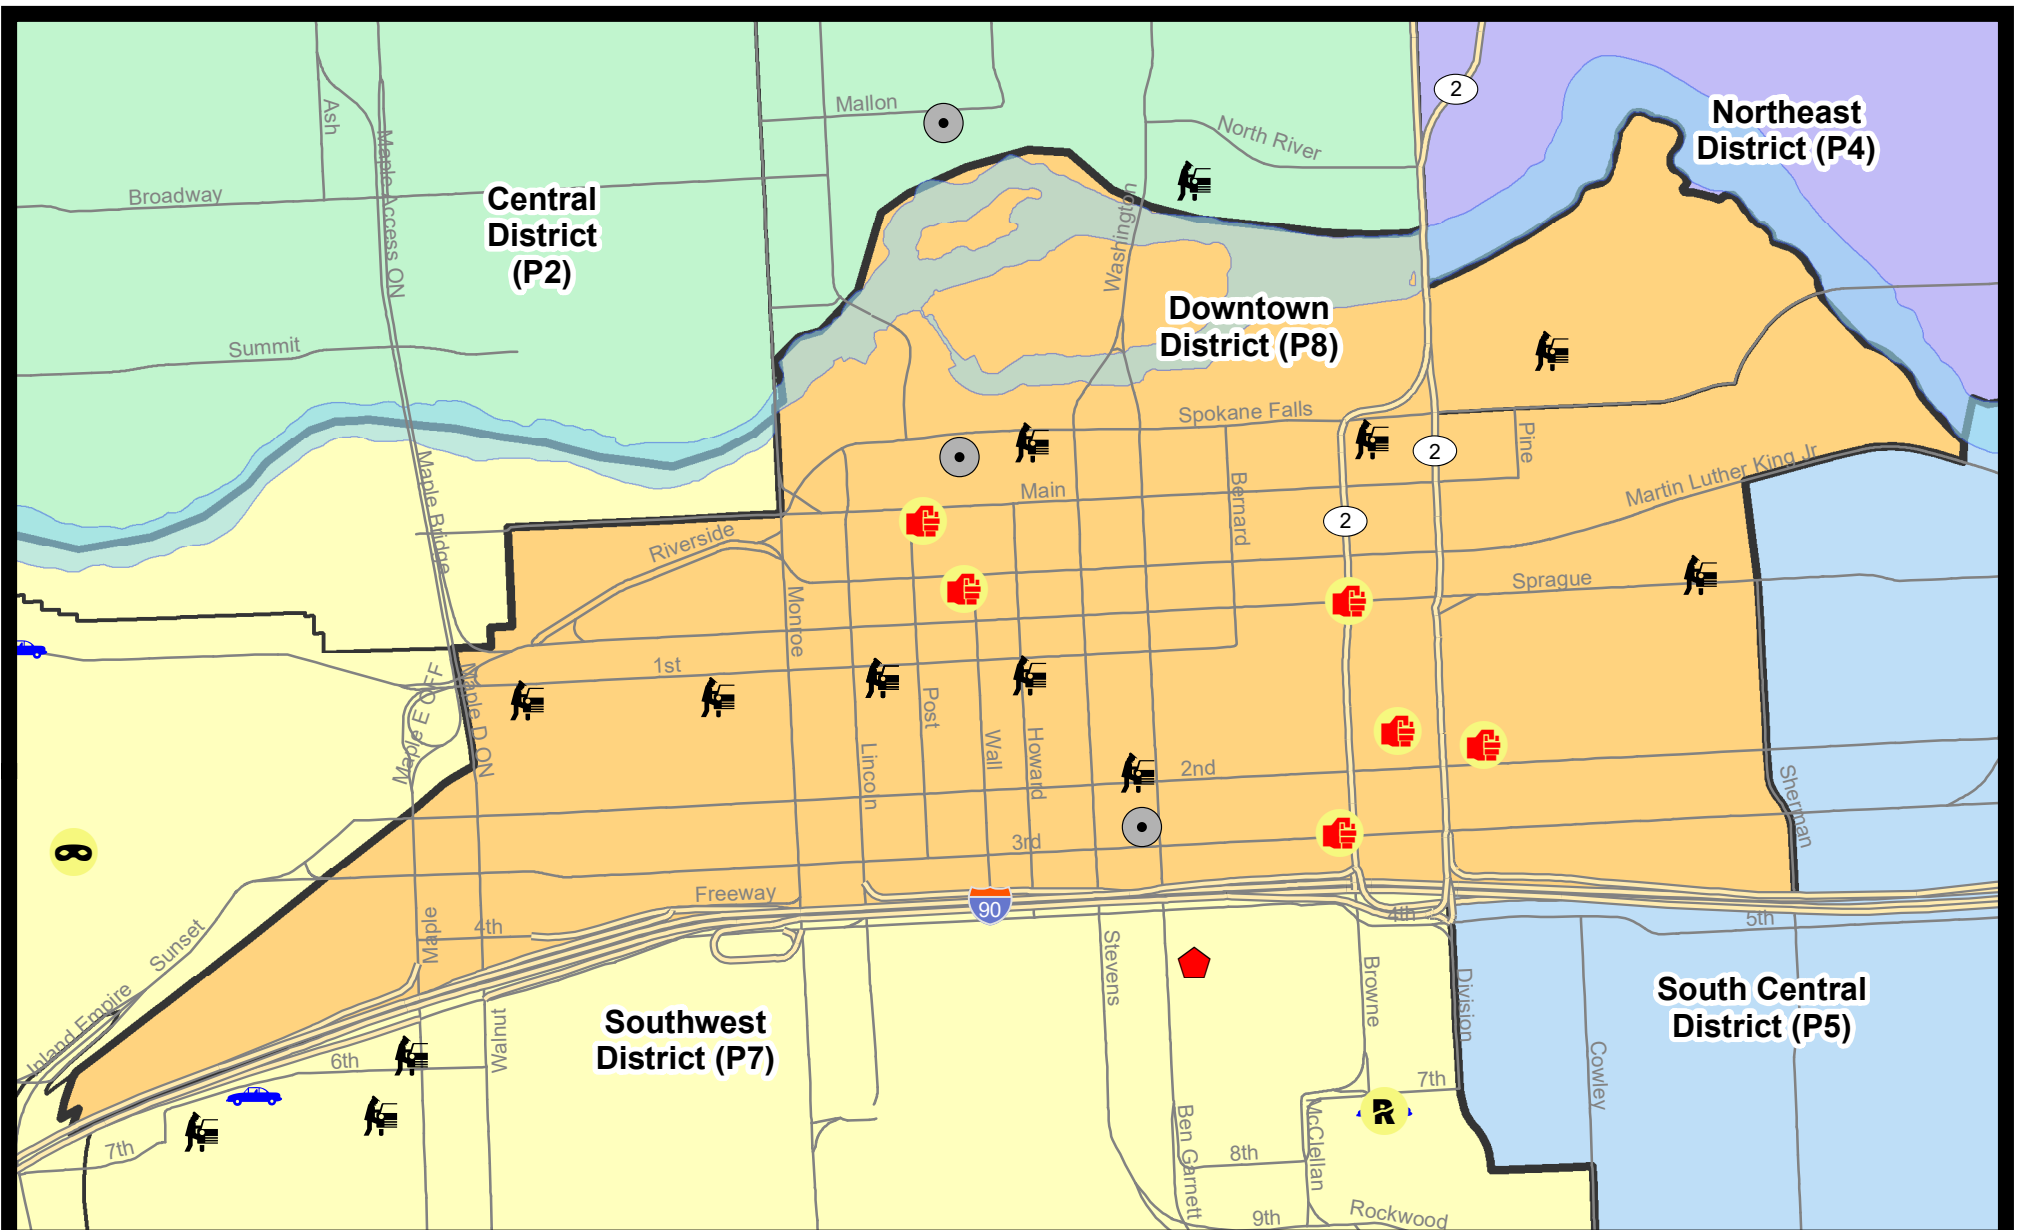 2
Northeast
District (P4)
Mallon
North River
Ash
Maple Access ON
Broadway
Central
District
(P2)
Washington
Downtown
District (P8)
Summit
Spokane Falls
Pine
2
Maple Bridge
Main
Bernard
Martin Luther King Jr
2
Riverside
Sprague
Monroe
1st
Maple E OFF
Maple D ON
Post
Wall
Howard
Lincoln
2nd
Sherman
3rd
Freeway
90
4th
4th
5th
Maple
Sunset
Stevens
Browne
Division
South Central
District (P5)
Inland Empire
Southwest
District (P7)
Walnut
6th
Cowley
7th
R
McClellan
Ben Garnett
7th
8th
9th
Rockwood